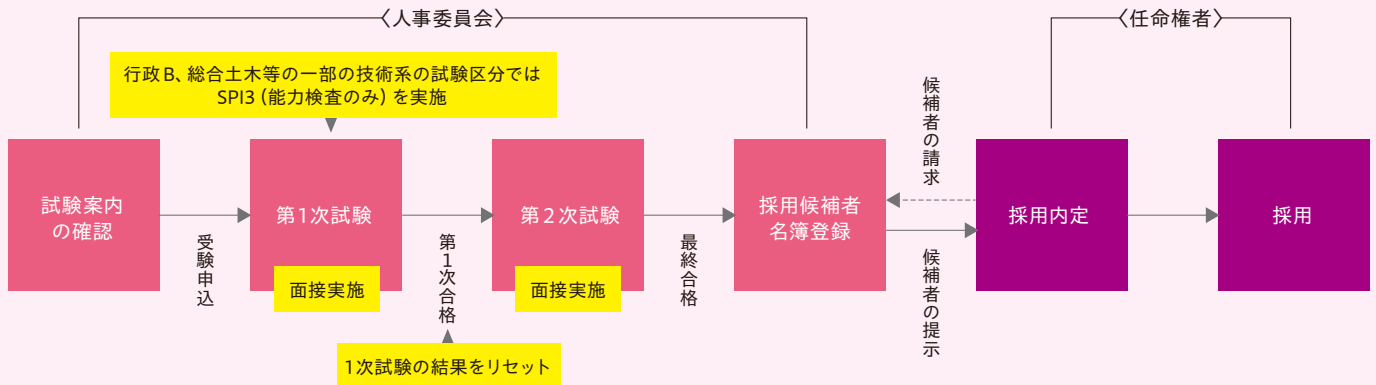 〈人事委員会〉
〈任命権者〉
行政B、総合土木等の一部の技術系の試験区分では
SPI3(能力検査のみ)を実施
試験案内
の確認
受験申込
第1次試験
面接実施
第1次合格
1次試験の結果をリセット
第2次試験
面接実施
最終合格
採用候補者
名簿登録
候補者の請求
候補者の提示
採用内定
採用